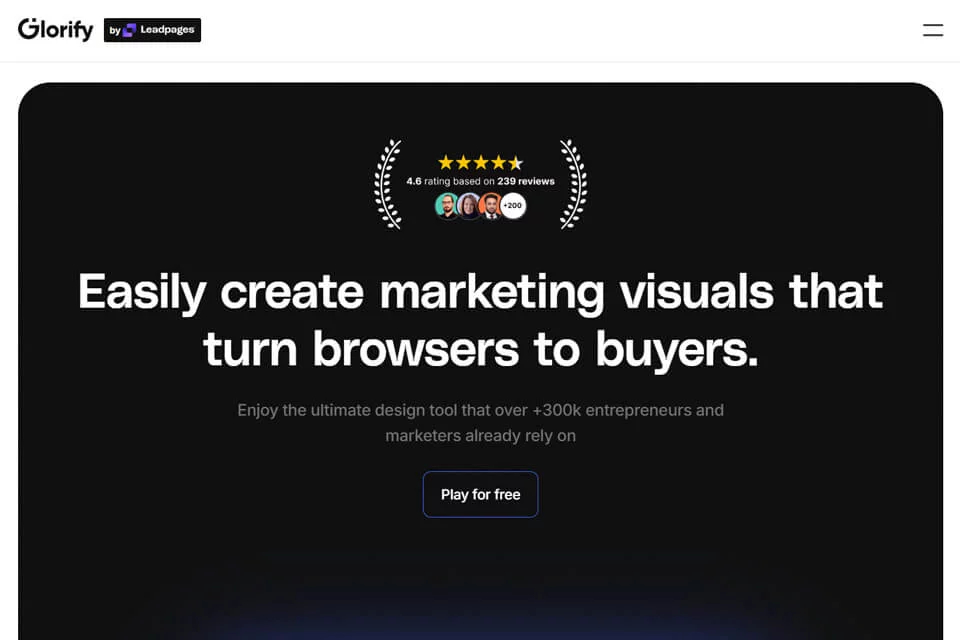 Glorify
by Leadpages
4.6 rating based on 239 reviews
+200
Easily create marketing visuals that
turn browsers to buyers.
Enjoy the ultimate design tool that over +300k entrepreneurs and
marketers already rely on
Play for free